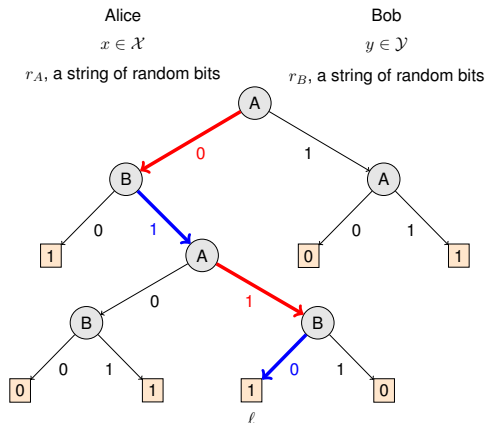 Alice Bob
x ∈ 𝒳 y ∈ 𝒴
r_A, a string of random bits r_B, a string of random bits
A
0 1
B A
0 1 0 1
1 A 0 1
0 1
B B
0 1 0 1
0 1 1 0
ℓ